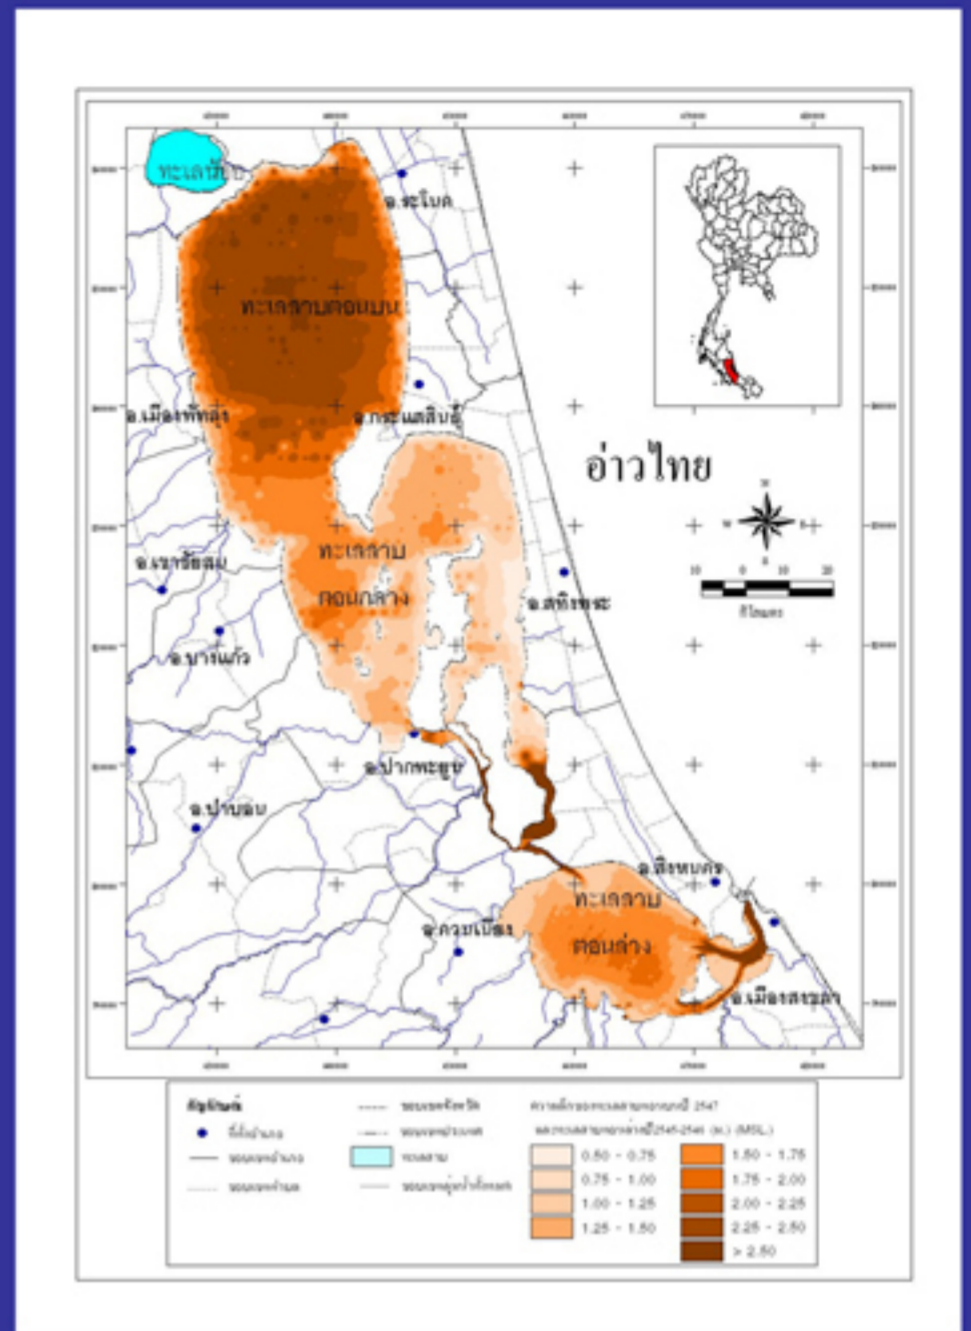 ทะเลน้อย
อ.ระโนด
ทะเลสาบตอนบน
อ.เมืองพัทลุง
อ.กระแสสินธุ์
อ่าวไทย
ทะเลสาบ
ตอนกลาง
อ.เขาชัยสน
อ.สทิงพระ
อ.บางแก้ว
N
W
E
S
10 0 10 20
กิโลเมตร
อ.ปากพะยูน
อ.ป่าบอน
อ.สิงหนคร
ทะเลสาบ
ตอนล่าง
อ.ควนเนียง
อ.เมืองสงขลา
สัญลักษณ์
ที่ตั้งอำเภอ
ขอบเขตอำเภอ
ขอบเขตตำบล
ขอบเขตจังหวัด
ขอบเขตประเทศ
ทะเลสาบ
0.50 - 0.75
0.75 - 1.00
1.00 - 1.25
1.25 - 1.50
1.50 - 1.75
1.75 - 2.00
2.00 - 2.25
2.25 - 2.50
> 2.50